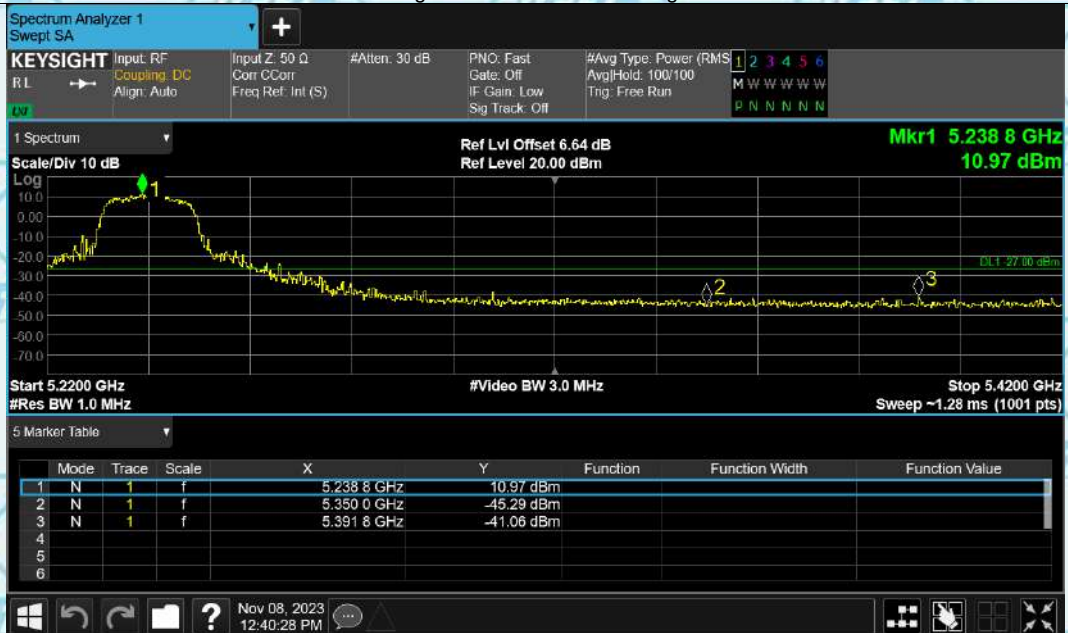 Spectrum Analyzer 1
Swept SA
+
KEYSIGHT Input: RF Input Z: 50 Ω #Atten: 30 dB PNO: Fast #Avg Type: Power (RMS 1 2 3 4 5 6
R L Coupling: DC Corr CCorr Gate: Off Avg|Hold: 100/100 M W W W W W
Align: Auto Freq Ref: Int (S) IF Gain: Low Trig: Free Run
Sig Track: Off P N N N N N
1 Spectrum Ref Lvl Offset 6.64 dB Mkr1 5.238 8 GHz
Scale/Div 10 dB Ref Level 20.00 dBm 10.97 dBm
Log
1
10.0
0.00
-10.0
-20.0
DL1 -27.00 dBm
-30.0
2
3
-40.0
-50.0
-60.0
-70.0
Start 5.2200 GHz #Video BW 3.0 MHz Stop 5.4200 GHz
#Res BW 1.0 MHz Sweep ~1.28 ms (1001 pts)
5 Marker Table
Mode Trace Scale X Y Function Function Width Function Value
1 N 1 f 5.238 8 GHz 10.97 dBm
2 N 1 f 5.350 0 GHz -45.29 dBm
3 N 1 f 5.391 8 GHz -41.06 dBm
4
5
6
? Nov 08, 2023
12:40:28 PM